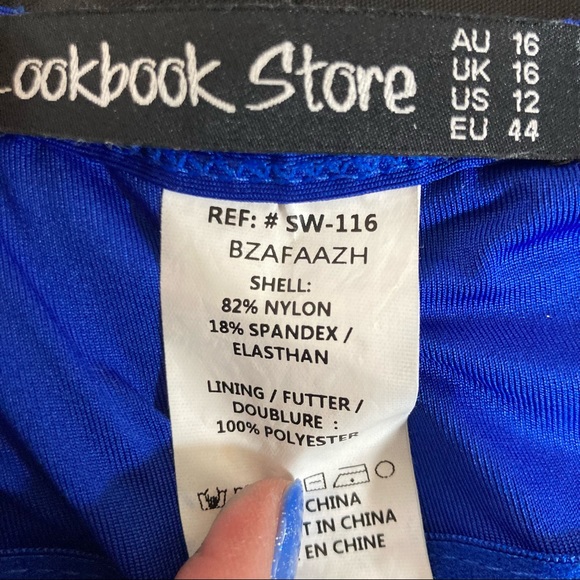 Lookbook Store
AU 16
UK 16
US 12
EU 44
REF: # SW-116
BZAFAAZH
SHELL:
82% NYLON
18% SPANDEX /
ELASTHAN
LINING / FUTTER /
DOUBLURE :
100% POLYESTER
CHINA
IN CHINA
EN CHINE